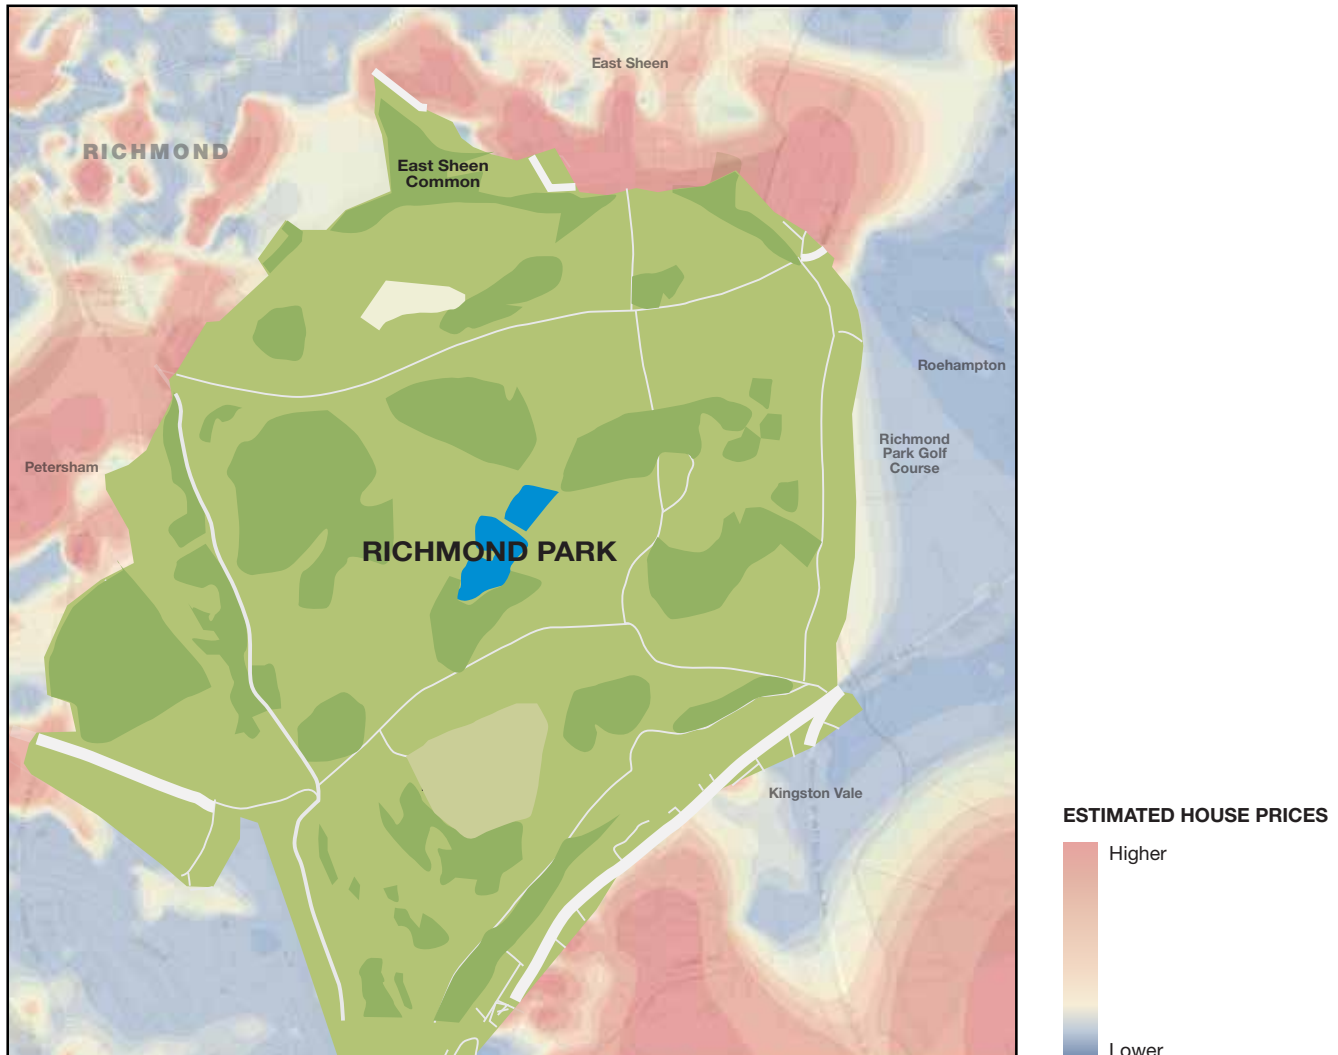 East Sheen
RICHMOND
East Sheen
Common
Roehampton
Richmond
Park Golf
Course
Petersham
RICHMOND PARK
Kingston Vale
ESTIMATED HOUSE PRICES
Higher
Lower